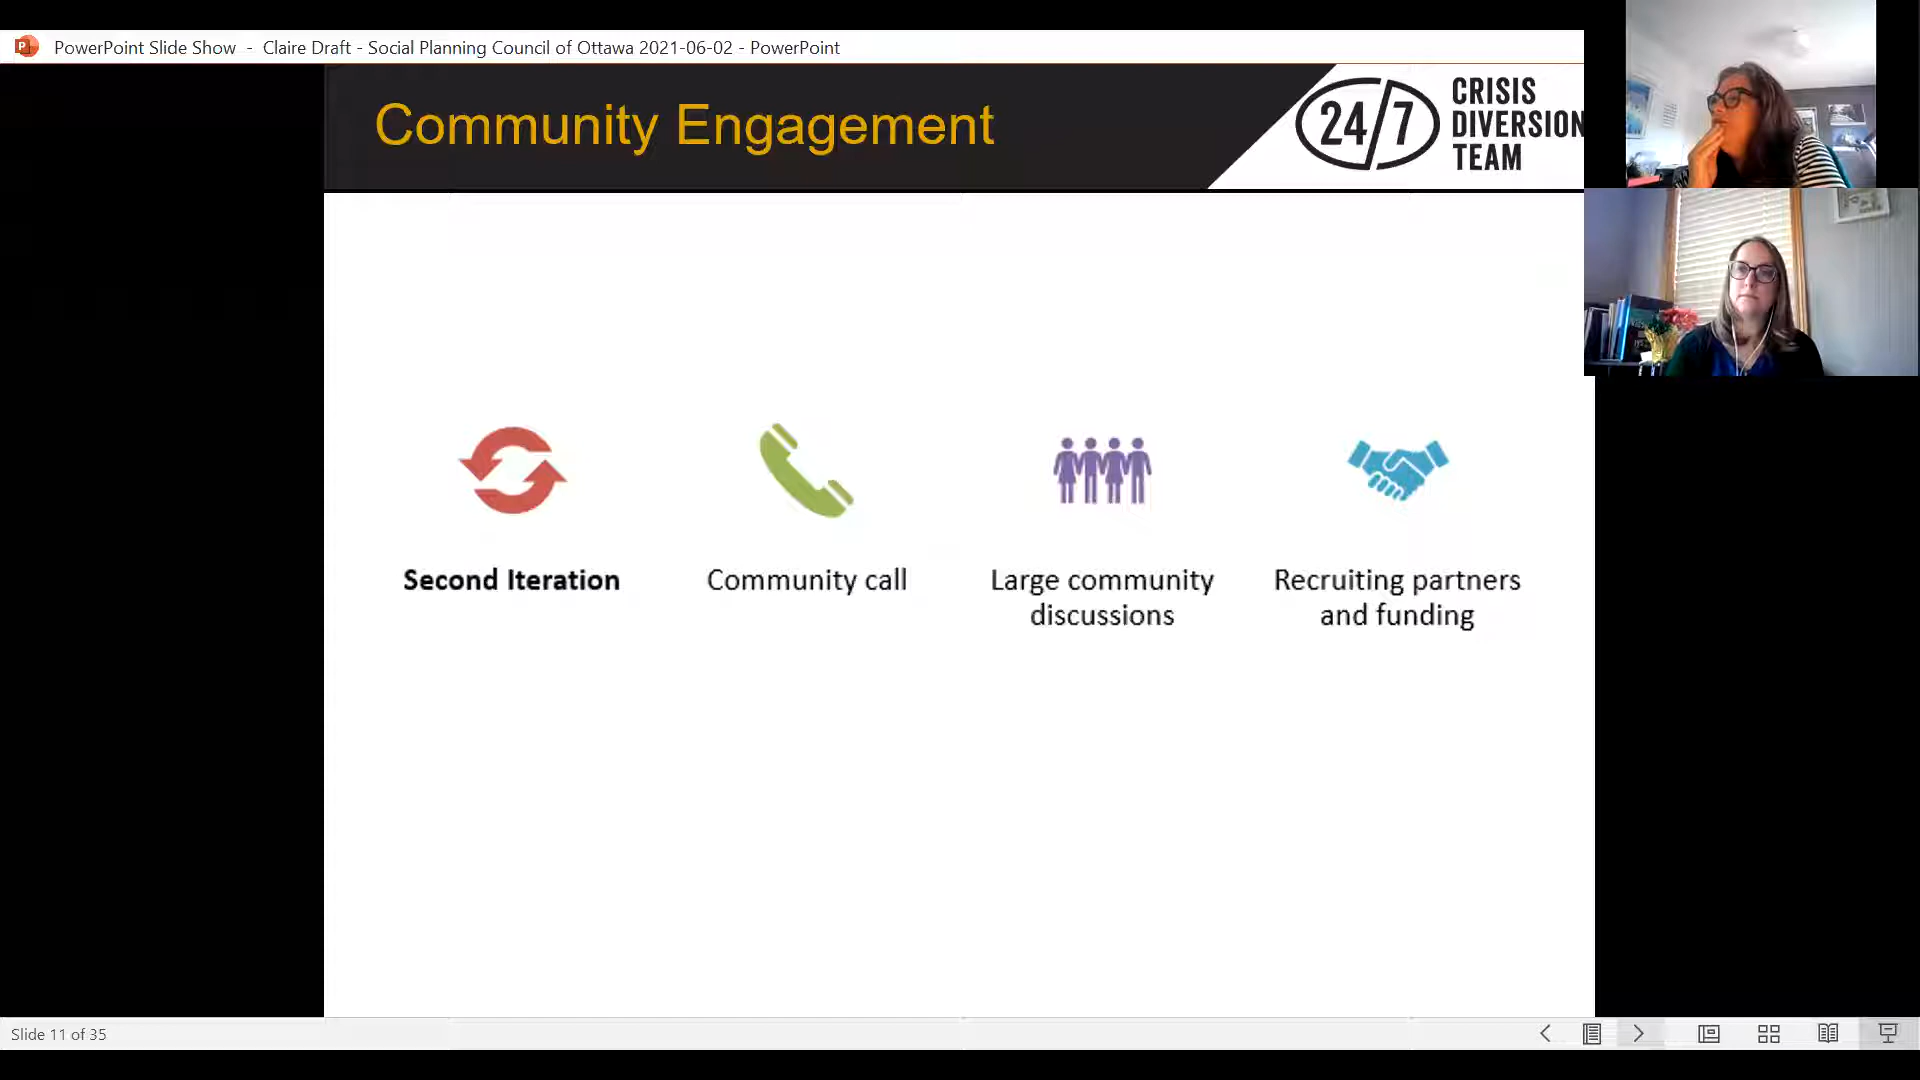 PowerPoint Slide Show - Claire Draft - Social Planning Council of Ottawa 2021-06-02 - PowerPoint
Community Engagement
24/7
CRISIS
DIVERSION
TEAM
Second Iteration
Community call
Large community
discussions
Recruiting partners
and funding
Slide 11 of 35